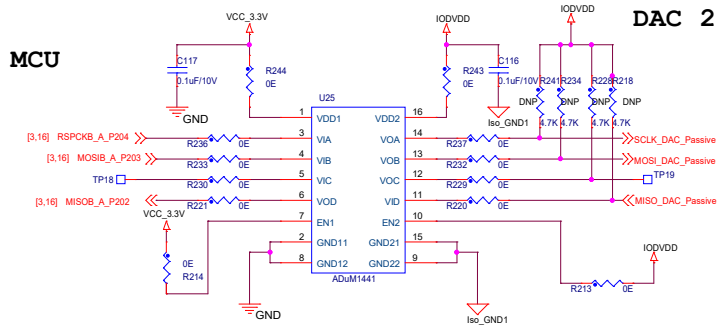 IODVDD
DAC 2
VCC_3.3V
IODVDD
MCU
C117
0.1uF/10V
R244
0E
R243
0E
C116
0.1uF/10V
R241
R234
R228
R218
DNP
DNP
DNP
DNP
4.7K
4.7K
4.7K
4.7K
GND
U25
Iso_GND1
1
VDD1
VDD2
16
[3,16] RSPCKB_A_P204
R236
0E
3
VIA
VOA
14
R237
0E
SCLK_DAC_Passive
[3,16] MOSIB_A_P203
R233
0E
4
VIB
VOB
13
R232
0E
MOSI_DAC_Passive
TP18
R230
0E
5
VIC
VOC
12
R229
0E
TP19
[3,16] MISOB_A_P202
R221
0E
6
VOD
VID
11
R220
0E
MISO_DAC_Passive
VCC_3.3V
7
EN1
EN2
10
2
GND11
GND21
15
8
GND12
GND22
9
0E
R214
ADuM1441
IODVDD
R213
0E
GND
Iso_GND1